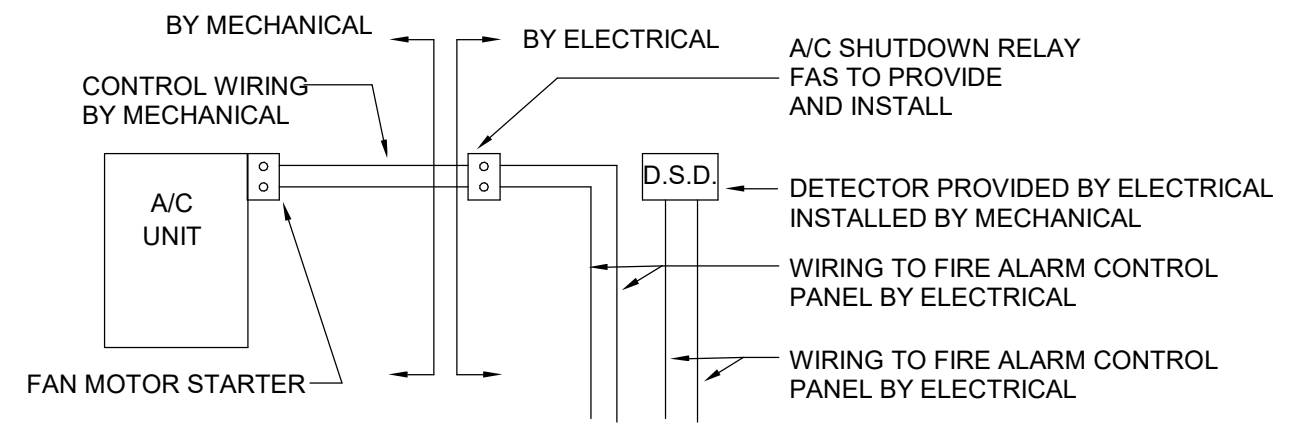 BY MECHANICAL
BY ELECTRICAL
A/C SHUTDOWN RELAY
FAS TO PROVIDE
AND INSTALL
CONTROL WIRING
BY MECHANICAL
A/C
UNIT
D.S.D.
DETECTOR PROVIDED BY ELECTRICAL
INSTALLED BY MECHANICAL
WIRING TO FIRE ALARM CONTROL
PANEL BY ELECTRICAL
FAN MOTOR STARTER
WIRING TO FIRE ALARM CONTROL
PANEL BY ELECTRICAL